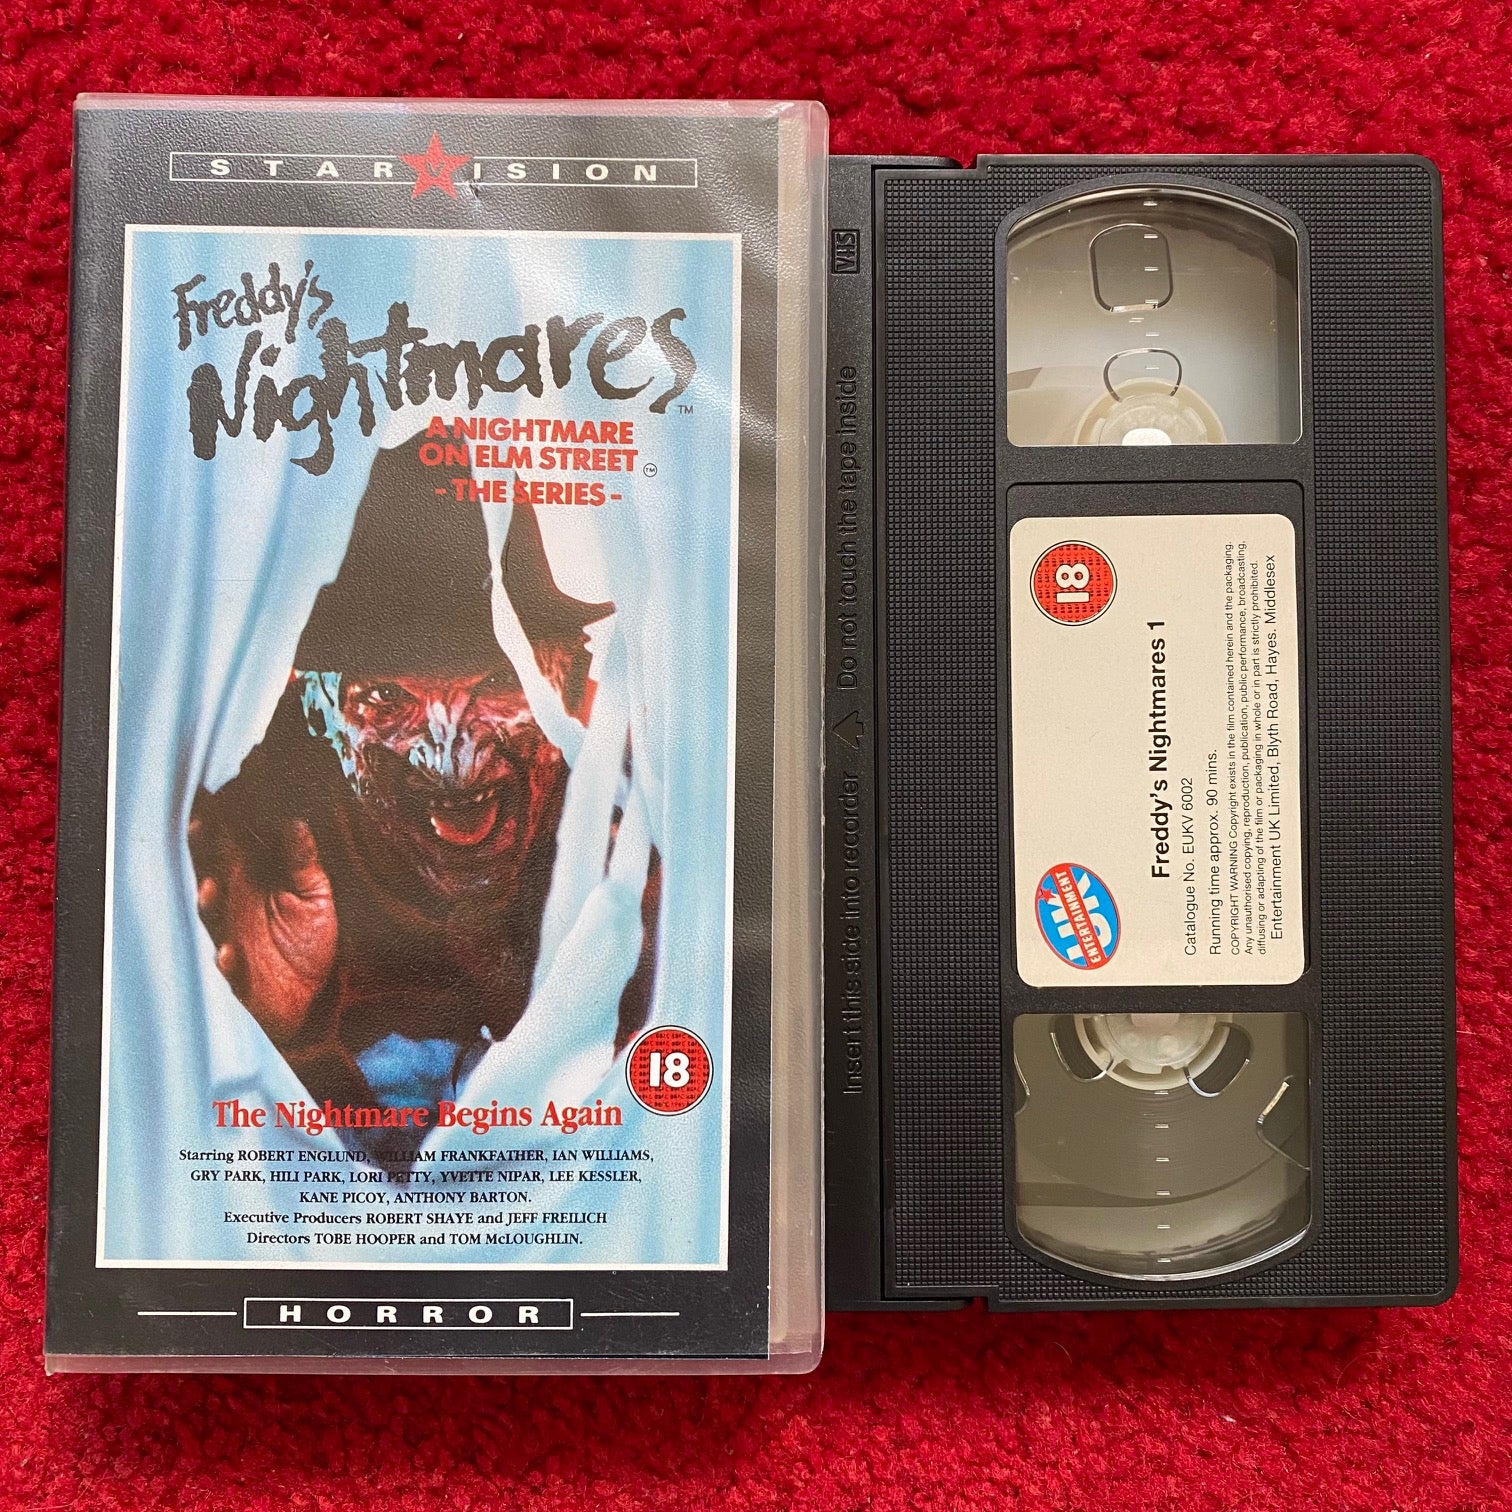 STAR VISION
Freddy's
Nightmares™
A NIGHTMARE
ON ELM STREET™
- THE SERIES -
18
The Nightmare Begins Again
Starring ROBERT ENGLUND, WILLIAM FRANKFATHER, IAN WILLIAMS,
GRY PARK, HILI PARK, LORI PETTY, YVETTE NIPAR, LEE KESSLER,
KANE PICOY, ANTHONY BARTON.
Executive Producers ROBERT SHAYE and JEFF FREILICH
Directors TOBE HOOPER and TOM McLOUGHLIN.
HORROR
VHS
Insert this side into recorder
Do not touch the tape inside
18
UK
ENTERTAINMENT
Freddy's Nightmares 1
Catalogue No. EUKV 6002
Running time approx. 90 mins.
COPYRIGHT WARNING Copyright exists in the film contained herein and the packaging.
Any unauthorised copying, reproduction, publication, public performance, broadcasting,
diffusing or adapting of the film or packaging in whole or in part is strictly prohibited.
Entertainment UK Limited, Blyth Road, Hayes. Middlesex